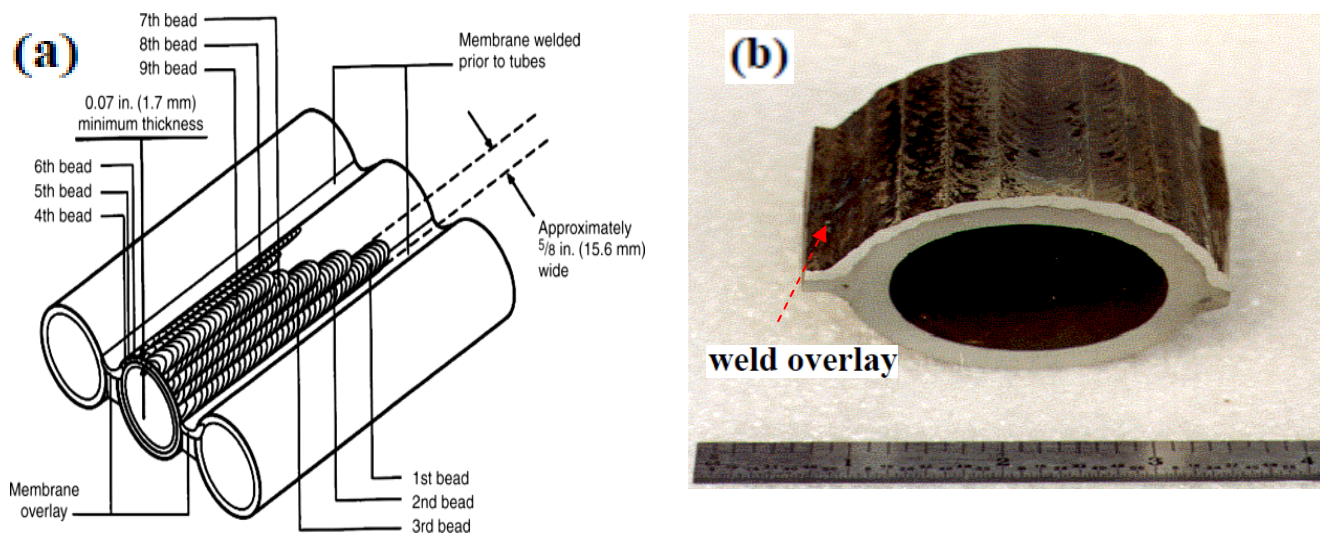 (a)
7th bead
8th bead
9th bead
0.07 in. (1.7 mm)
minimum thickness
6th bead
5th bead
4th bead
Membrane welded
prior to tubes
Approximately
5/8 in. (15.6 mm)
wide
Membrane
overlay
1st bead
2nd bead
3rd bead
(b)
weld overlay
1 2 3 4